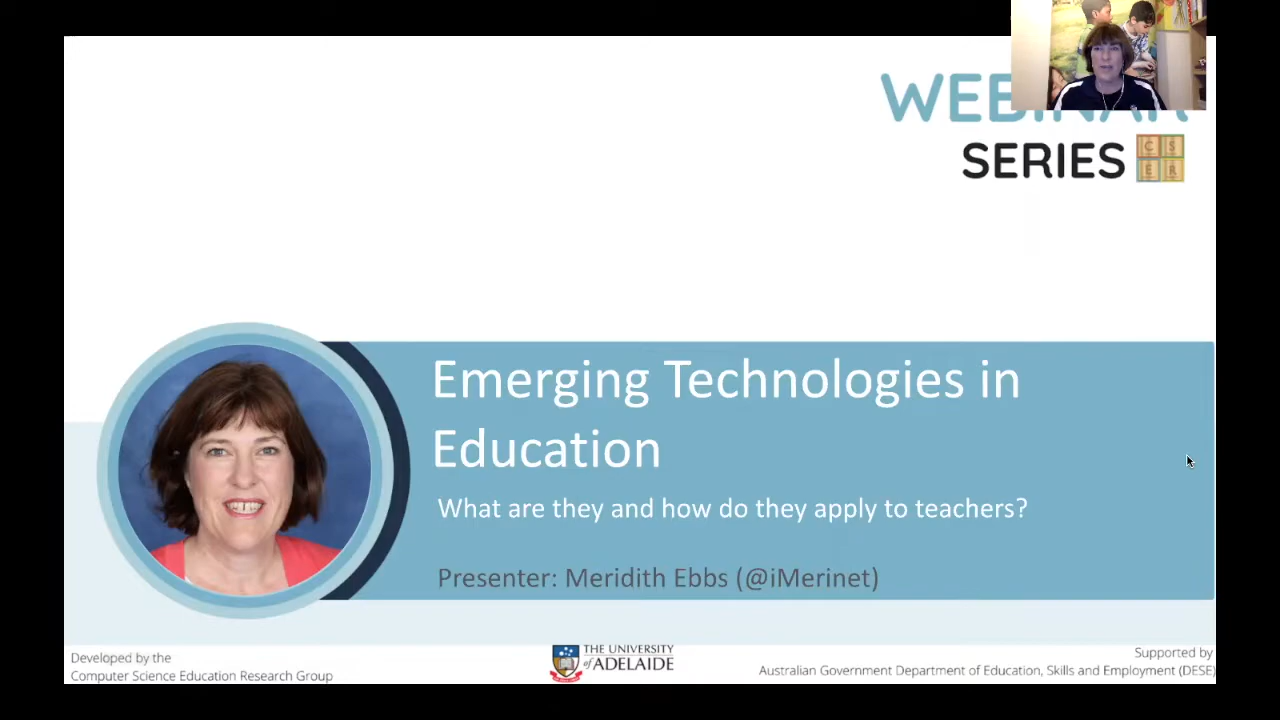 WEBINAR
SERIES
C S
E R
Emerging Technologies in
Education
What are they and how do they apply to teachers?
Presenter: Meridith Ebbs (@iMerinet)
Developed by the
Computer Science Education Research Group
THE UNIVERSITY
of ADELAIDE
Supported by
Australian Government Department of Education, Skills and Employment (DESE)